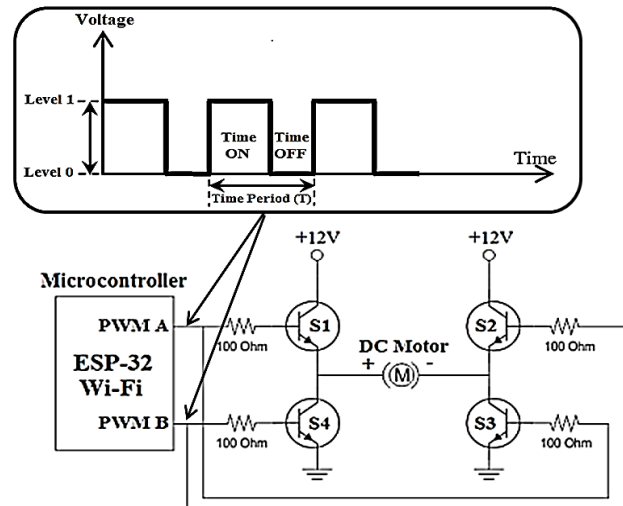 Voltage
Level 1
Time
ON
Time
OFF
Time
Level 0
Time Period (T)
+12V
+12V
Microcontroller
PWM A
S1
S2
100 Ohm
100 Ohm
DC Motor
ESP-32
Wi-Fi
+ M -
PWM B
S4
S3
100 Ohm
100 Ohm